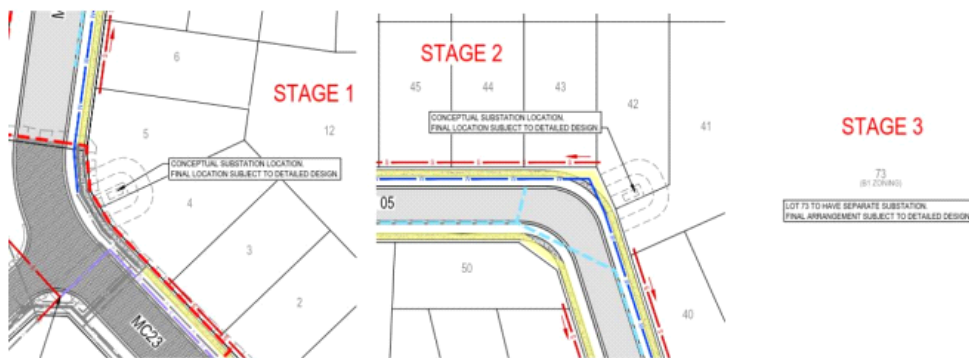 M
6
STAGE 1
5
12
CONCEPTUAL SUBSTATION LOCATION.
FINAL LOCATION SUBJECT TO DETAILED DESIGN
4
3
2
MC23
STAGE 2
45
44
43
42
41
CONCEPTUAL SUBSTATION LOCATION.
FINAL LOCATION SUBJECT TO DETAILED DESIGN
05
50
40
STAGE 3
73
(B1 ZONING)
LOT 73 TO HAVE SEPARATE SUBSTATION.
FINAL ARRANGEMENT SUBJECT TO DETAILED DESIGN